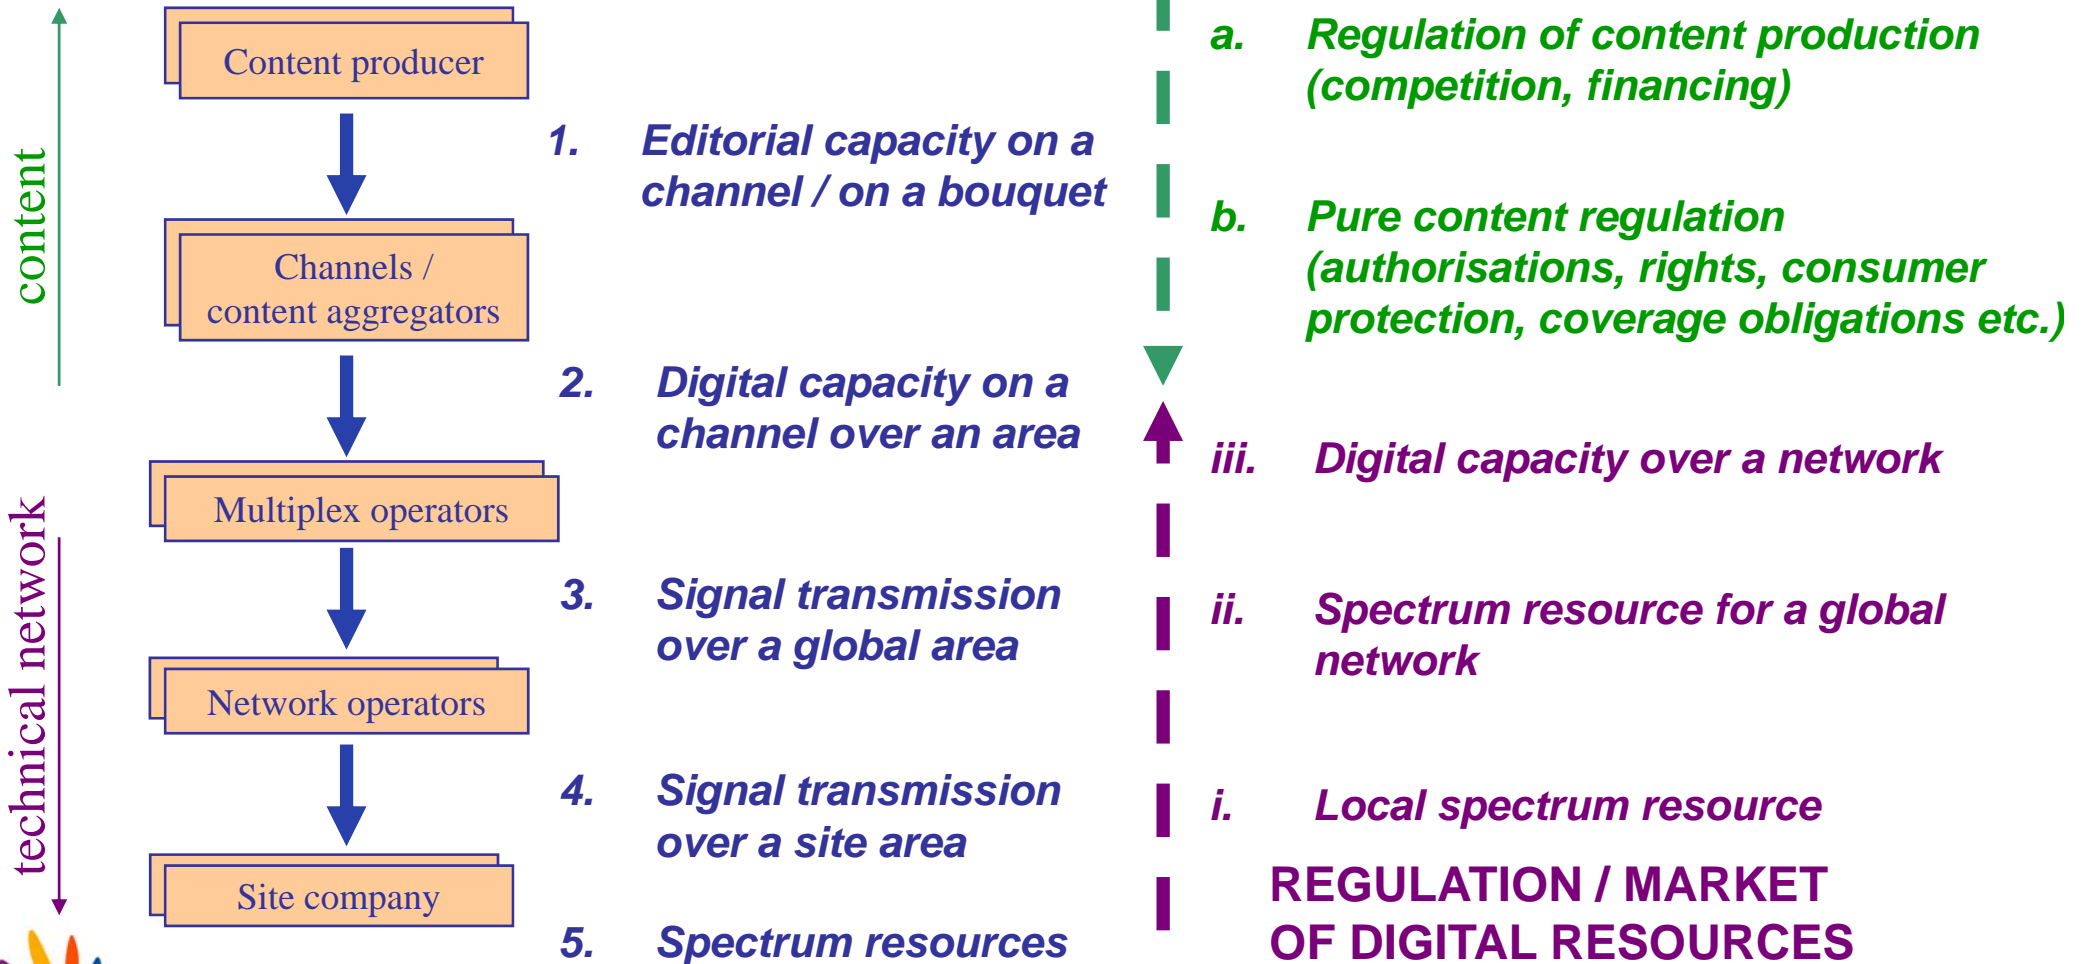 content
technical network
Content producer
Channels /
content aggregators
Multiplex operators
Network operators
Site company
1. Editorial capacity on a
channel / on a bouquet
2. Digital capacity on a
channel over an area
3. Signal transmission
over a global area
4. Signal transmission
over a site area
5. Spectrum resources
a. Regulation of content production
(competition, financing)
b. Pure content regulation
(authorisations, rights, consumer
protection, coverage obligations etc.)
iii. Digital capacity over a network
ii. Spectrum resource for a global
network
i. Local spectrum resource
REGULATION / MARKET
OF DIGITAL RESOURCES